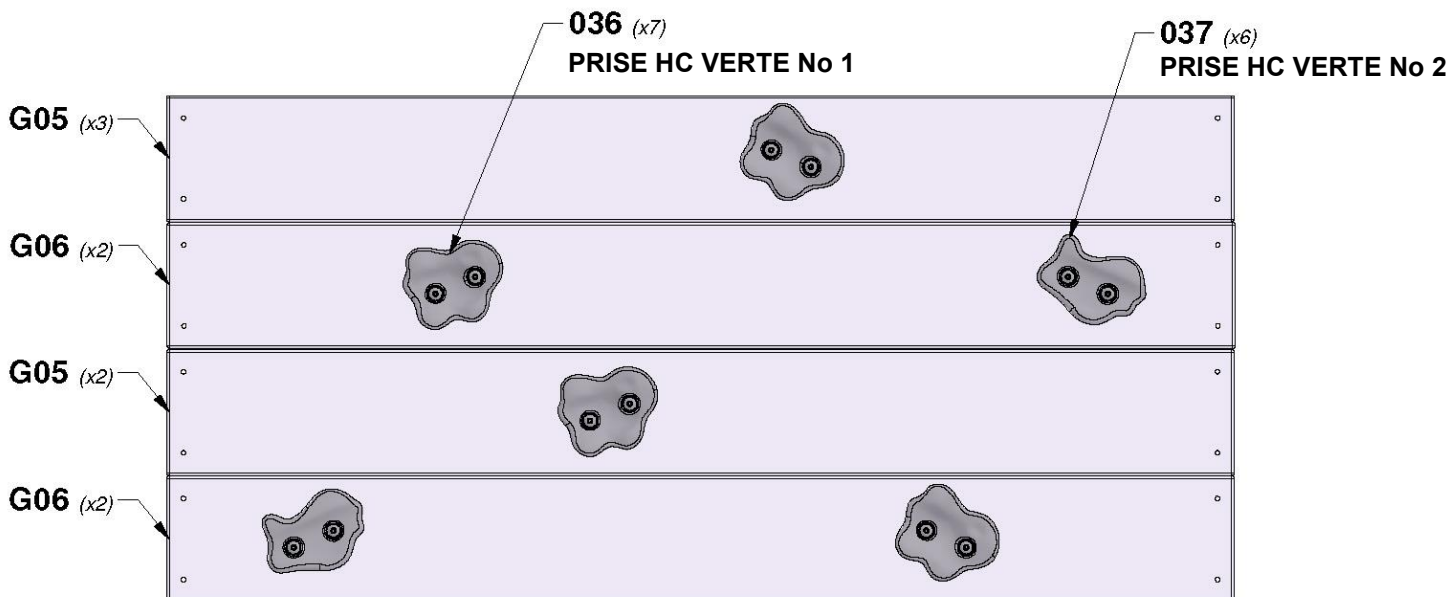 036 (x7)
PRISE HC VERTE No 1
037 (x6)
PRISE HC VERTE No 2
G05 (x3)
G06 (x2)
G05 (x2)
G06 (x2)